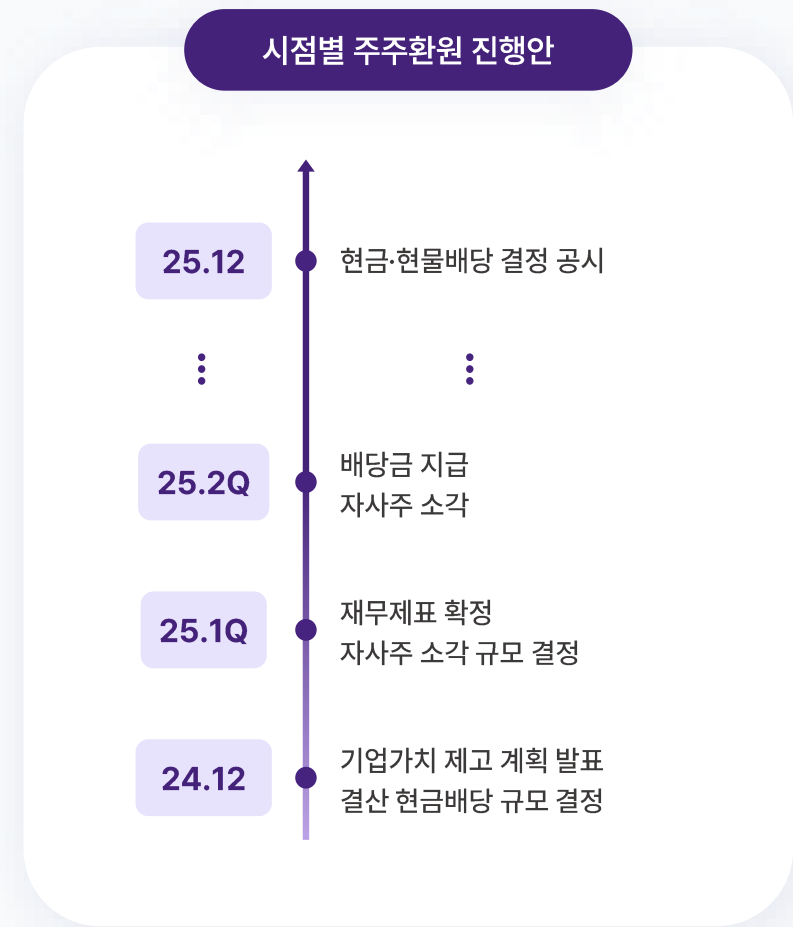 시점별 주주환원 진행안
25.12
현금·현물배당 결정 공시
25.2Q
배당금 지급
자사주 소각
25.1Q
재무제표 확정
자사주 소각 규모 결정
24.12
기업가치 제고 계획 발표
결산 현금배당 규모 결정